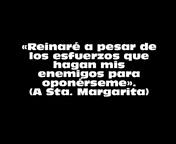 «Reinaré a pesar de
los esfuerzos que
hagan mis
enemigos para
oponérseme».
(A Sta. Margarita)